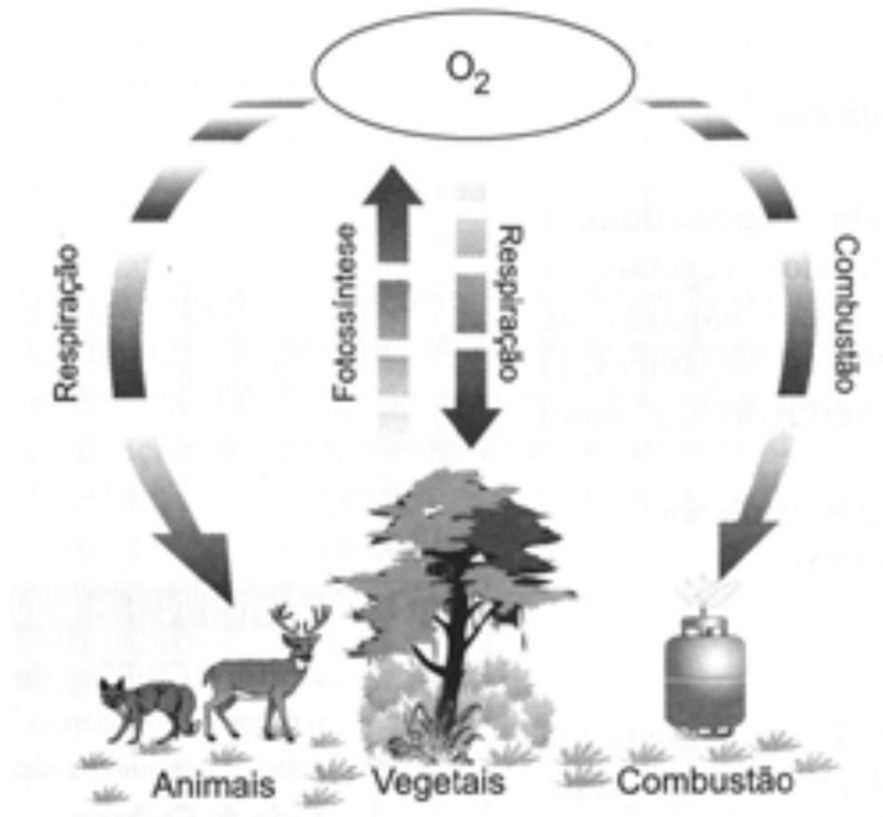 O₂
Respiração
Fotossíntese
Respiração
Combustão
Animais
Vegetais
Combustão